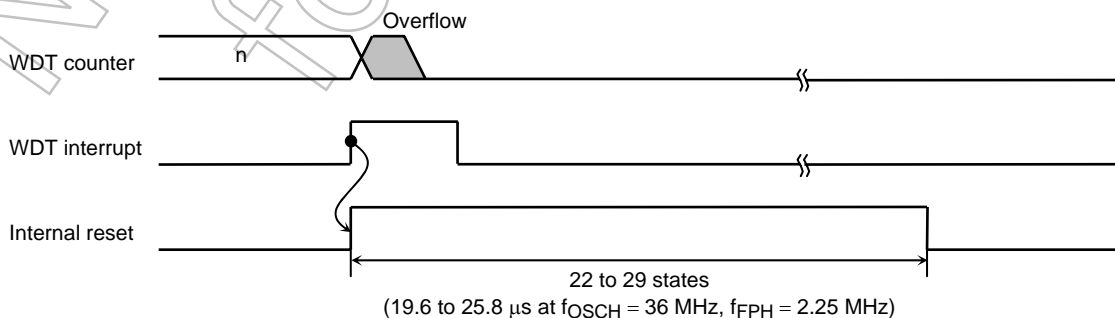 Overflow
WDT counter
n
WDT interrupt
Internal reset
22 to 29 states
(19.6 to 25.8 μs at fOSCH = 36 MHz, fFPH = 2.25 MHz)